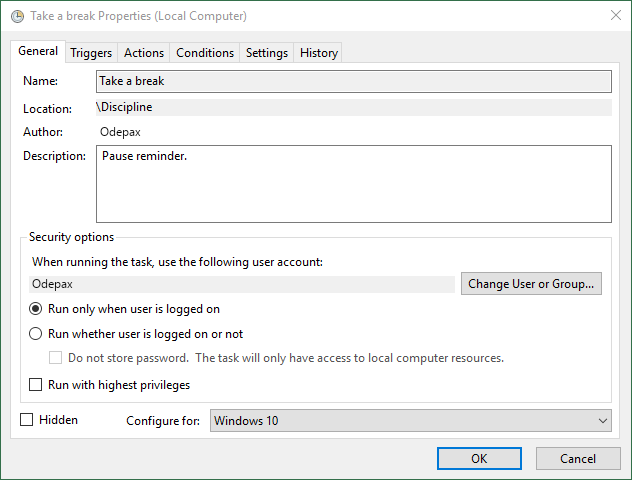 Take a break Properties (Local Computer)
General Triggers Actions Conditions Settings History
Name: Take a break
Location: \Discipline
Author: Odepax
Description: Pause reminder.
Security options
When running the task, use the following user account:
Odepax Change User or Group...
Run only when user is logged on
Run whether user is logged on or not
Do not store password. The task will only have access to local computer resources.
Run with highest privileges
Hidden Configure for: Windows 10
OK Cancel